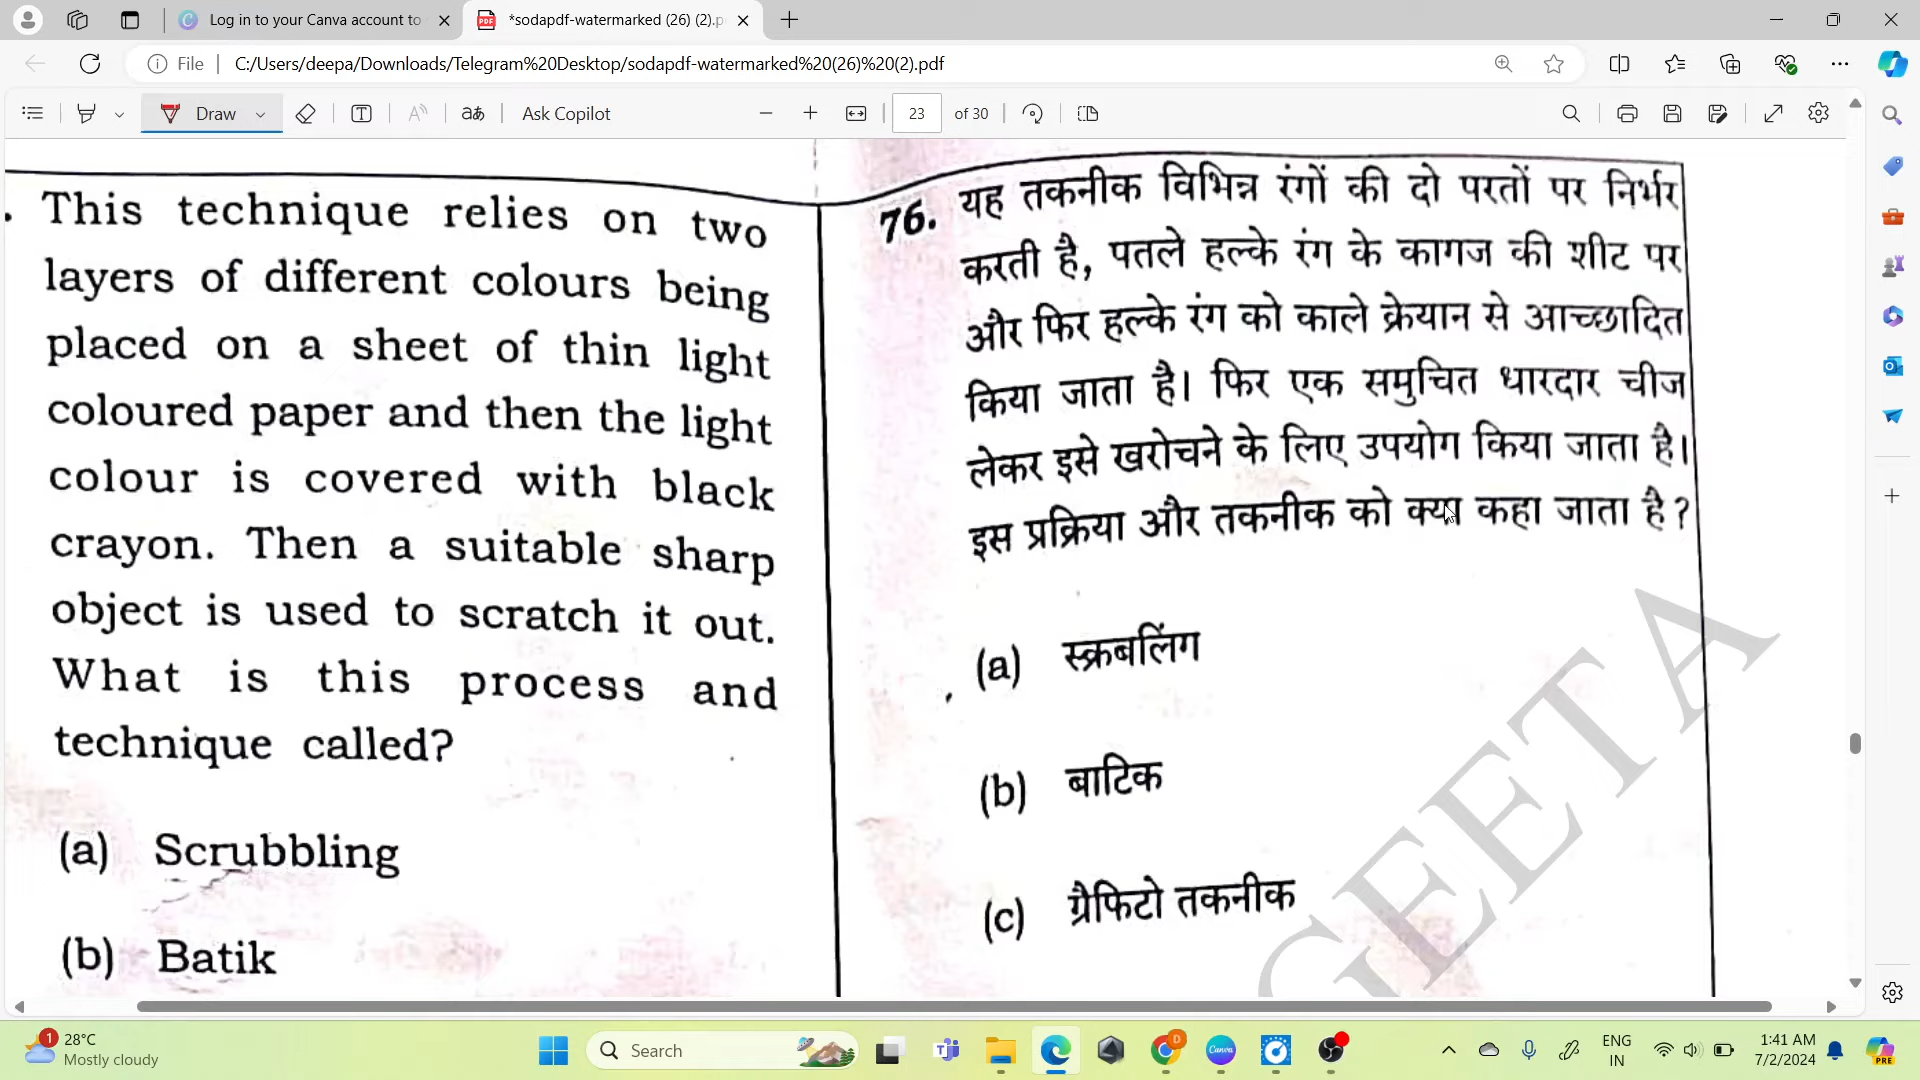 Log in to your Canva account to
*sodapdf-watermarked (26) (2).p
File
C:/Users/deepa/Downloads/Telegram%20Desktop/sodapdf-watermarked%20(26)%20(2).pdf
Draw
Ask Copilot
23 of 30
This technique relies on two
layers of different colours being
placed on a sheet of thin light
coloured paper and then the light
colour is covered with black
crayon. Then a suitable sharp
object is used to scratch it out.
What is this process and
technique called?
(a) Scrubbling
(b) Batik
76. यह तकनीक विभिन्न रंगों की दो परतों पर निर्भर
करती है, पतले हल्के रंग के कागज की शीट पर
और फिर हल्के रंग को काले क्रेयान से आच्छादित
किया जाता है। फिर एक समुचित धारदार चीज
लेकर इसे खरोचने के लिए उपयोग किया जाता है।
इस प्रक्रिया और तकनीक को क्या कहा जाता है?
(a) स्क्रबलिंग
(b) बाटिक
(c) ग्रैफिटो तकनीक
GEETA
1
28°C
Mostly cloudy
Search
ENG
IN
1:41 AM
7/2/2024